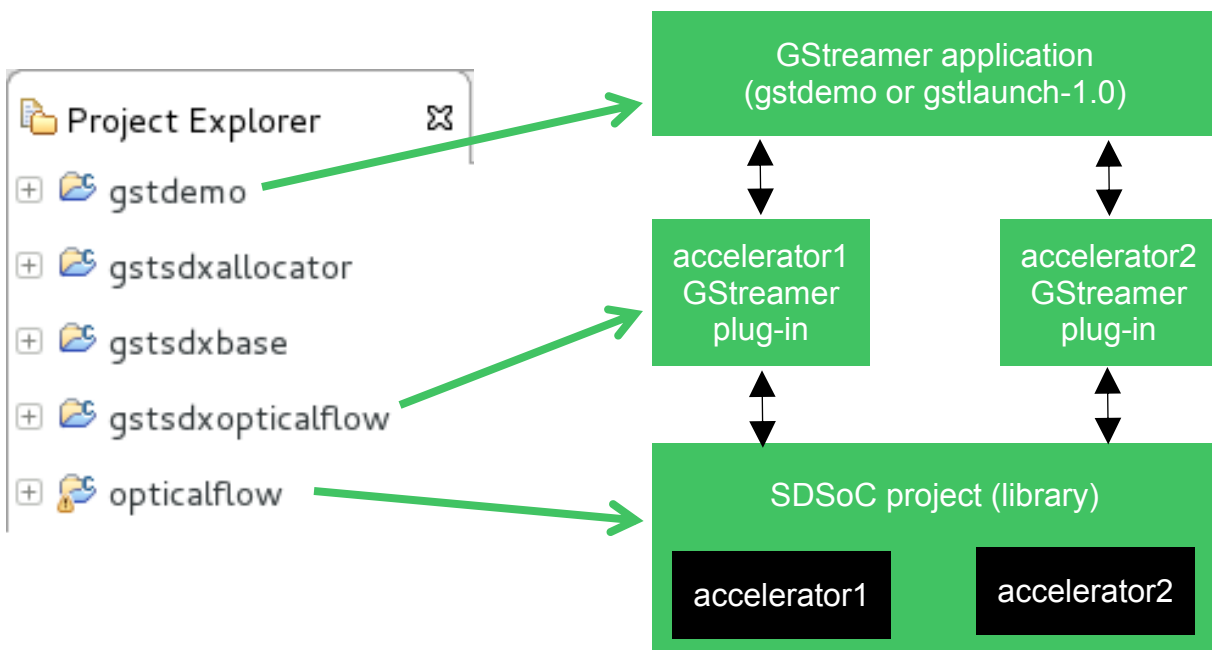 Project Explorer
gstdemo
gstsdxallocator
gstsdxbase
gstsdxopticalflow
opticalflow
GStreamer application
(gstdemo or gstlaunch-1.0)
accelerator1
GStreamer
plug-in
accelerator2
GStreamer
plug-in
SDSoC project (library)
accelerator1
accelerator2